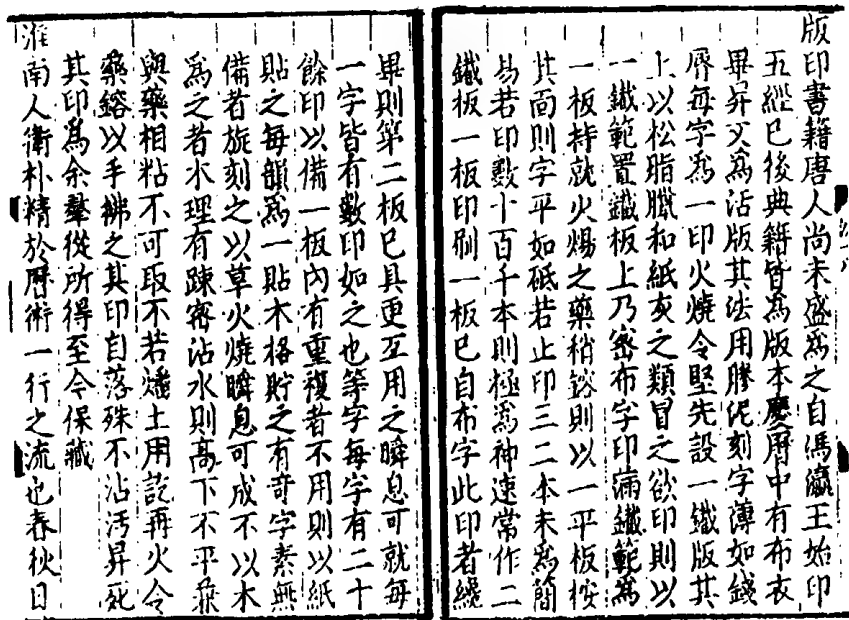 版印書籍唐人尚未盛爲之自馮瀛王始印
五經已後典籍皆爲版本慶曆中有布衣
畢昇又爲活版其法用膠泥刻字薄如錢
脣每字爲一印火燒令堅先設一鐵版其
上以松脂臘和紙灰之類冒之欲印則以
一鐵範置鐵板上乃密布字印滿鐵範爲
一板持就火煬之藥稍鎔則以一平板按
其面則字平如砥若止印三二本未爲簡
易若印數十百千本則極爲神速常作二
鐵板一板印刷一板已自布字此印者纔
畢則第二板已具更互用之瞬息可就每
一字皆有數印如之也等字每字有二十
餘印以備一板內有重複者不用則以紙
貼之每韻爲一貼木格貯之有奇字素無
備者旋刻之以草火燒瞬息可成不以木
爲之者木理有踈密沾水則高下不平兼
與藥相粘不可取不若燔土用訖再火令
藥鎔以手拂之其印自落殊不沾汚昇死
其印爲余羣從所得至今保藏
淮南人衛朴精於曆術一行之流也春秋日